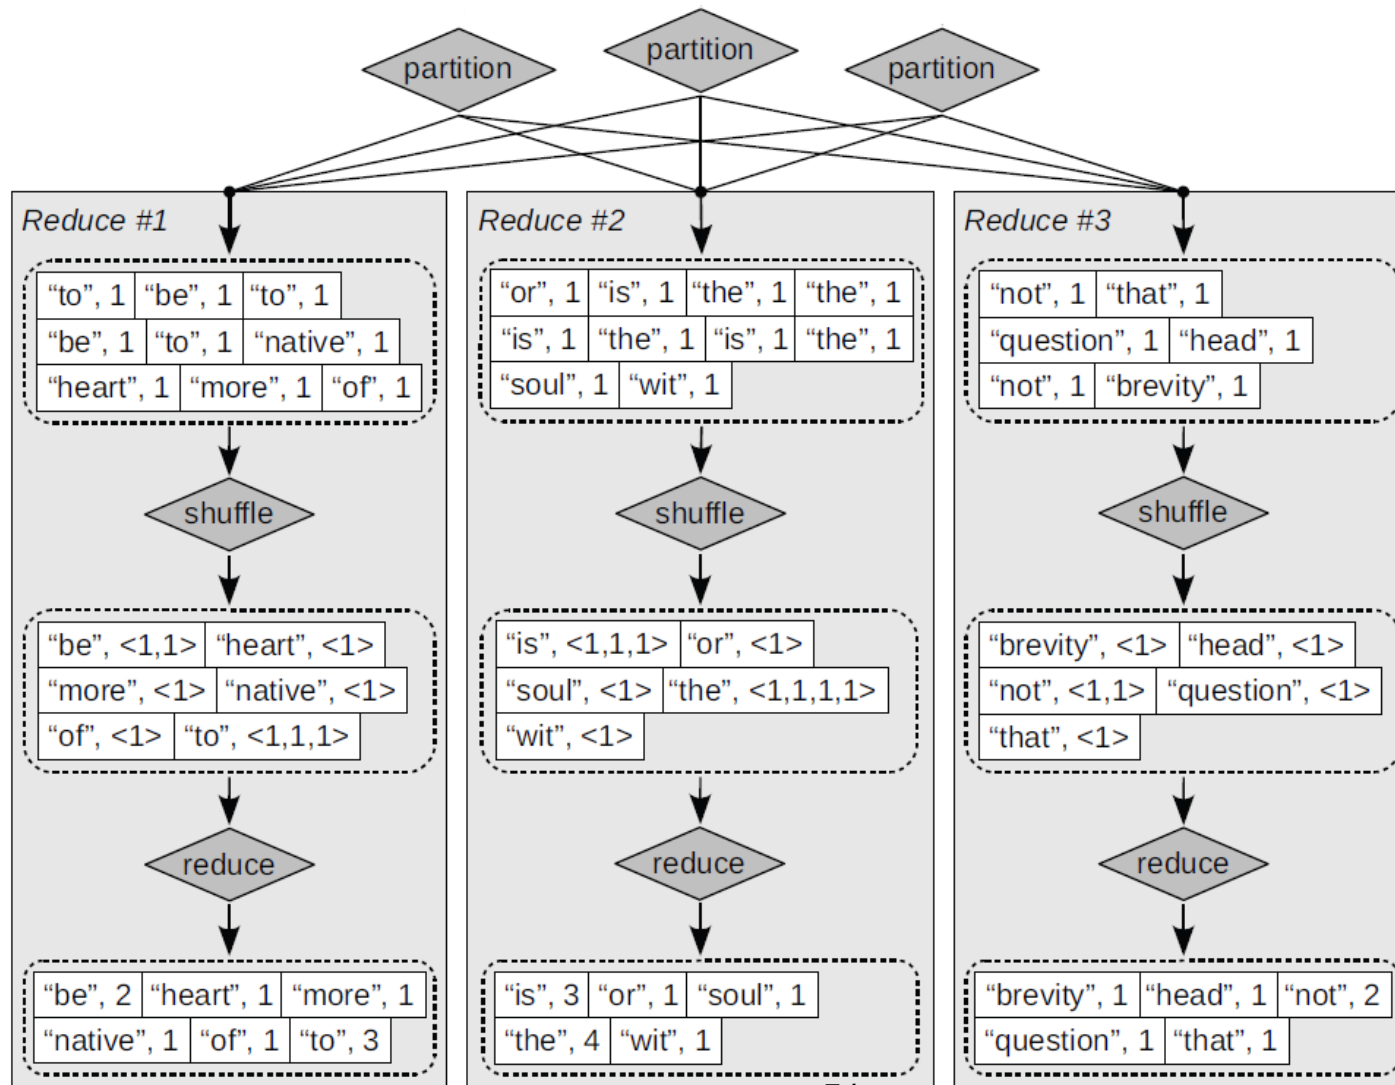 partition
partition
partition
Reduce #1
“to”, 1 “be”, 1 “to”, 1
“be”, 1 “to”, 1 “native”, 1
“heart”, 1 “more”, 1 “of”, 1
shuffle
“be”, <1,1> “heart”, <1>
“more”, <1> “native”, <1>
“of”, <1> “to”, <1,1,1>
reduce
“be”, 2 “heart”, 1 “more”, 1
“native”, 1 “of”, 1 “to”, 3
Reduce #2
“or”, 1 “is”, 1 “the”, 1 “the”, 1
“is”, 1 “the”, 1 “is”, 1 “the”, 1
“soul”, 1 “wit”, 1
shuffle
“is”, <1,1,1> “or”, <1>
“soul”, <1> “the”, <1,1,1,1>
“wit”, <1>
reduce
“is”, 3 “or”, 1 “soul”, 1
“the”, 4 “wit”, 1
Reduce #3
“not”, 1 “that”, 1
“question”, 1 “head”, 1
“not”, 1 “brevity”, 1
shuffle
“brevity”, <1> “head”, <1>
“not”, <1,1> “question”, <1>
“that”, <1>
reduce
“brevity”, 1 “head”, 1 “not”, 2
“question”, 1 “that”, 1